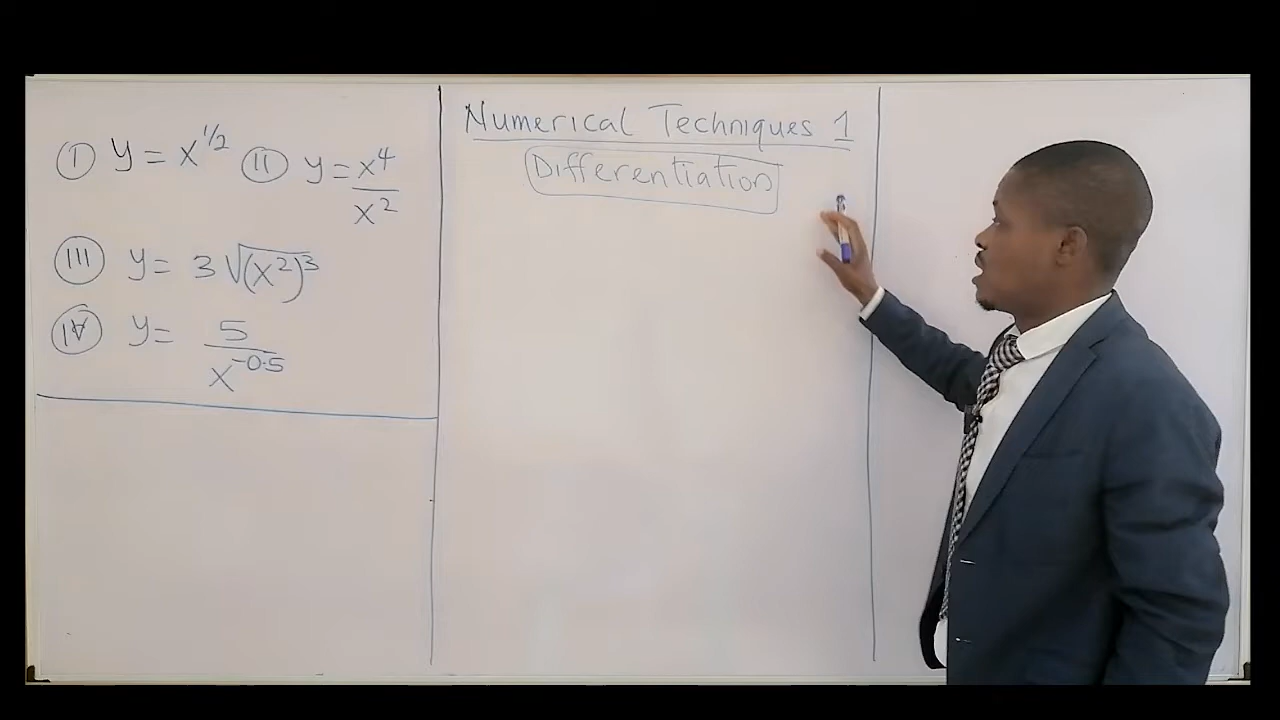 Numerical Techniques 1
Differentiation
(I) y = x^1/2 (II) y = x^4/x^2
(III) y = 3√(x^2)^3
(IV) y = 5/x^-0.5